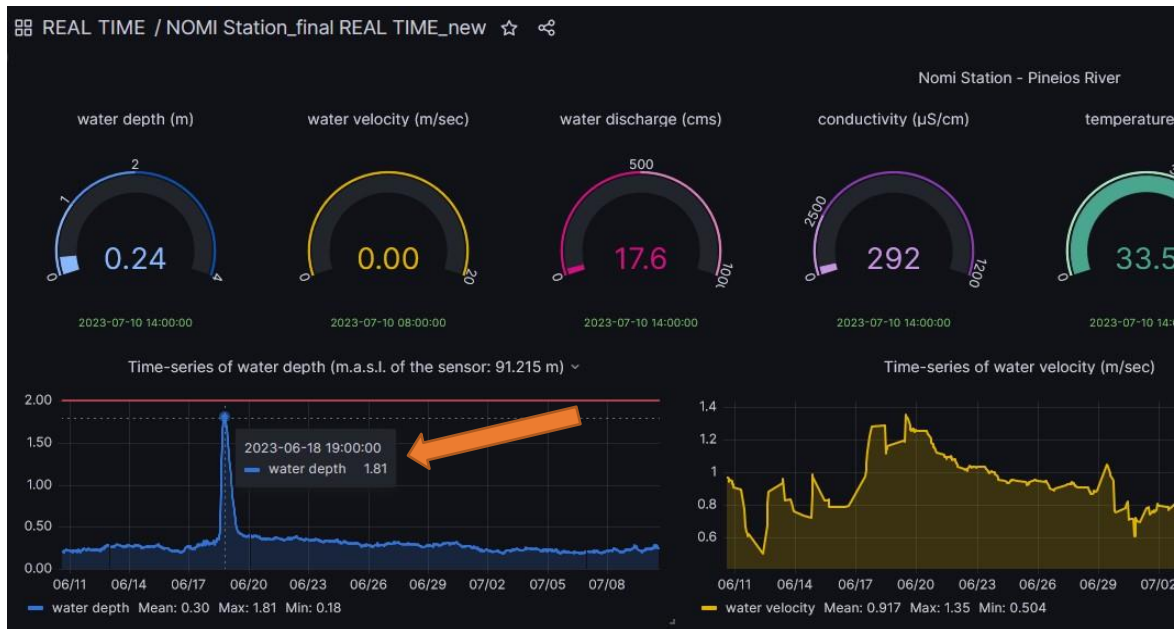 REAL TIME / NOMI Station_final REAL TIME_new
Nomi Station - Pineios River
water depth (m)
0
1
2
4
0.24
2023-07-10 14:00:00
water velocity (m/sec)
0
20
0.00
2023-07-10 08:00:00
water discharge (cms)
0
500
17.6
2023-07-10 14:00:00
conductivity (µS/cm)
0
2500
1200
292
2023-07-10 14:00:00
temperature
0
33.5
2023-07-10 14:
Time-series of water depth (m.a.s.l. of the sensor: 91.215 m)
2.00
1.50
1.00
0.50
0.00
2023-06-18 19:00:00
water depth 1.81
06/11 06/14 06/17 06/20 06/23 06/26 06/29 07/02 07/05 07/08
water depth Mean: 0.30 Max: 1.81 Min: 0.18
Time-series of water velocity (m/sec)
1.4
1.2
1
0.8
0.6
06/11 06/14 06/17 06/20 06/23 06/26 06/29 07/02
water velocity Mean: 0.917 Max: 1.35 Min: 0.504